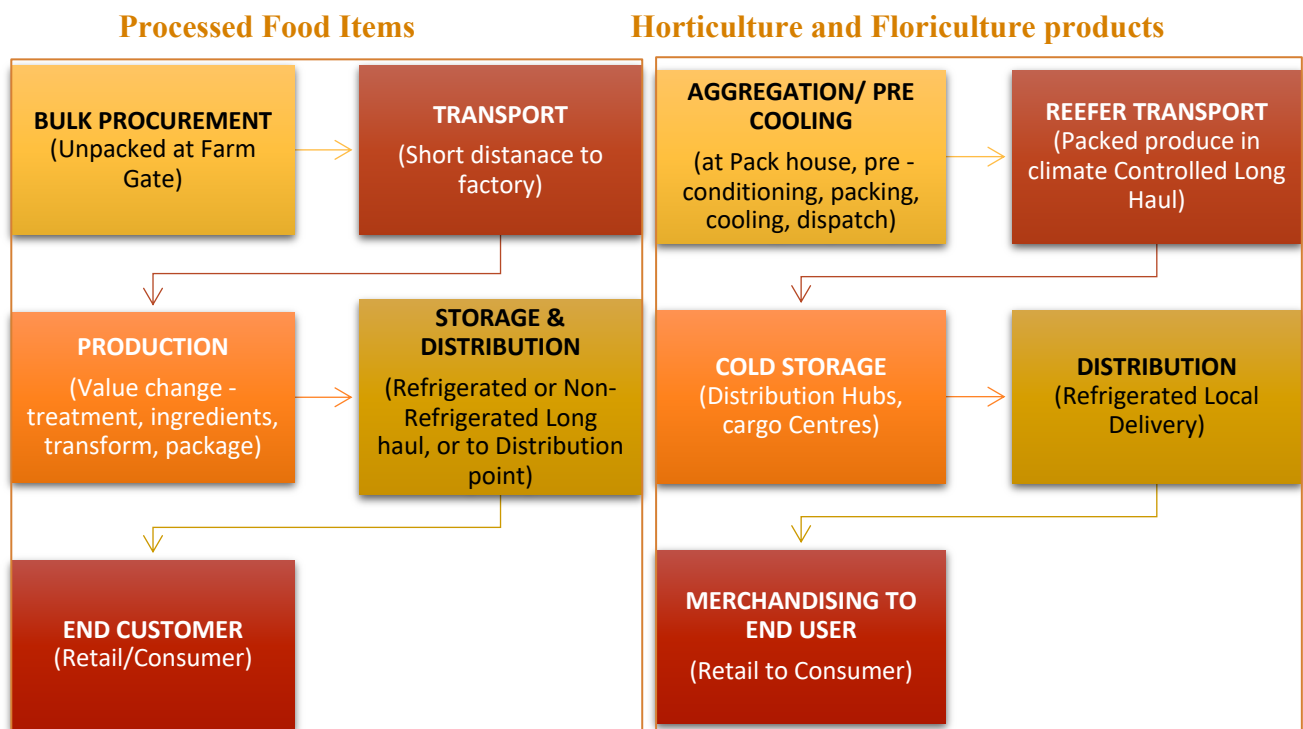 Processed Food Items
BULK PROCUREMENT
(Unpacked at Farm
Gate)
TRANSPORT
(Short distanace to
factory)
PRODUCTION
(Value change -
treatment, ingredients,
transform, package)
STORAGE &
DISTRIBUTION
(Refrigerated or Non-
Refrigerated Long
haul, or to Distribution
point)
END CUSTOMER
(Retail/Consumer)
Horticulture and Floriculture products
AGGREGATION/ PRE
COOLING
(at Pack house, pre -
conditioning, packing,
cooling, dispatch)
REEFER TRANSPORT
(Packed produce in
climate Controlled Long
Haul)
COLD STORAGE
(Distribution Hubs,
cargo Centres)
DISTRIBUTION
(Refrigerated Local
Delivery)
MERCHANDISING TO
END USER
(Retail to Consumer)